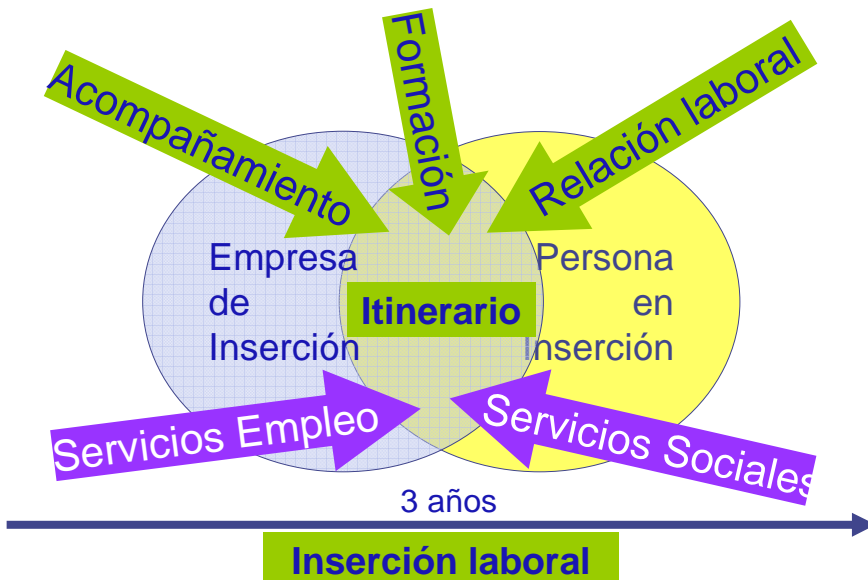 Acompañamiento
Formación
Relación laboral
Empresa
de
Inserción
Itinerario
Persona
en
Inserción
Servicios Empleo
Servicios Sociales
3 años
Inserción laboral